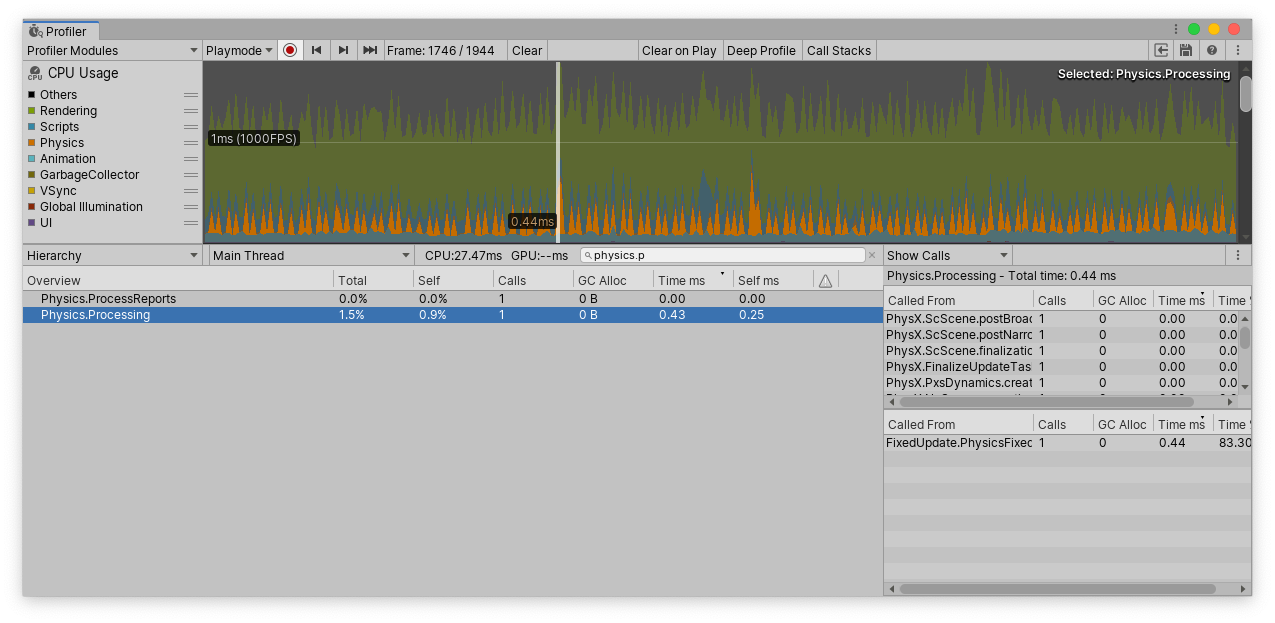 Profiler
Profiler Modules Playmode Frame: 1746 / 1944 Clear Clear on Play Deep Profile Call Stacks
CPU CPU Usage
Selected: Physics.Processing
Others
Rendering
Scripts
Physics
Animation
GarbageCollector
VSync
Global Illumination
UI
1ms (1000FPS)
0.44ms
Hierarchy Main Thread CPU:27.47ms GPU:--ms physics.p
Overview Total Self Calls GC Alloc Time ms Self ms
Physics.ProcessReports 0.0% 0.0% 1 0 B 0.00 0.00
Physics.Processing 1.5% 0.9% 1 0 B 0.43 0.25
Show Calls
Physics.Processing - Total time: 0.44 ms
Called From Calls GC Alloc Time ms Time
PhysX.ScScene.postBroad 1 0 0.00 0.0
PhysX.ScScene.postNarro 1 0 0.00 0.0
PhysX.ScScene.finalizatic 1 0 0.00 0.0
PhysX.FinalizeUpdateTas 1 0 0.00 0.0
PhysX.PxsDynamics.creat 1 0 0.00 0.0
Called From Calls GC Alloc Time ms Time
FixedUpdate.PhysicsFixed 1 0 0.44 83.30